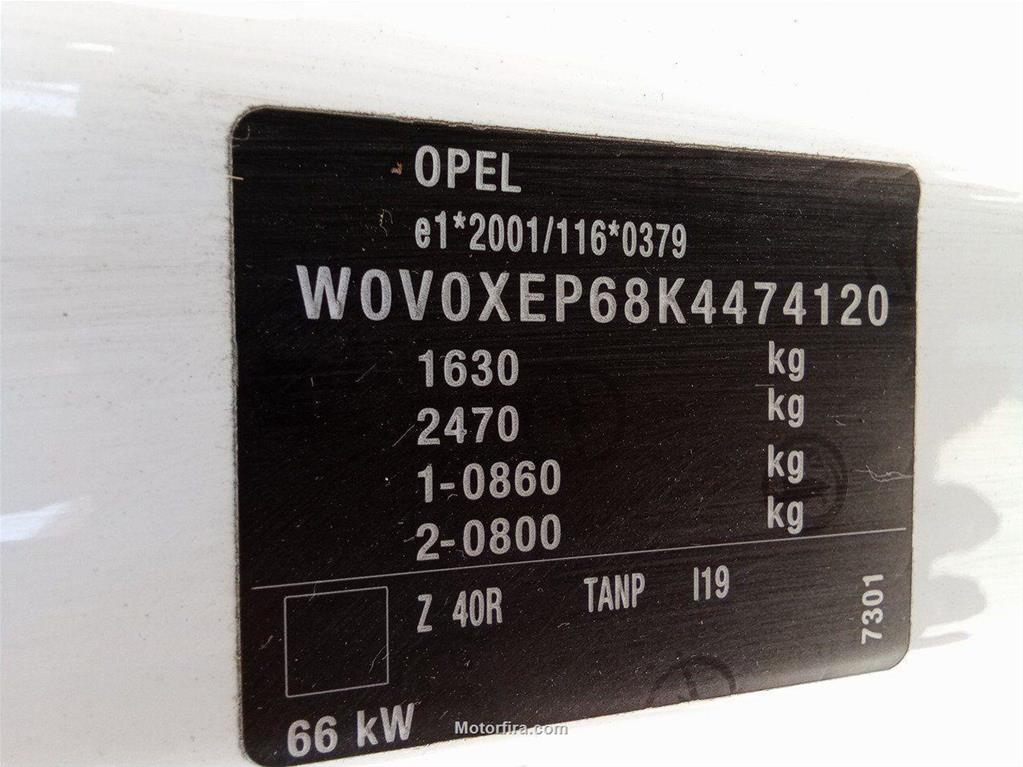 OPEL
e1*2001/116*0379
W0V0XEP68K4474120
1630 kg
2470 kg
1-0860 kg
2-0800 kg
Z 40R TANP I19
7301
66 kW
Motorfira.com